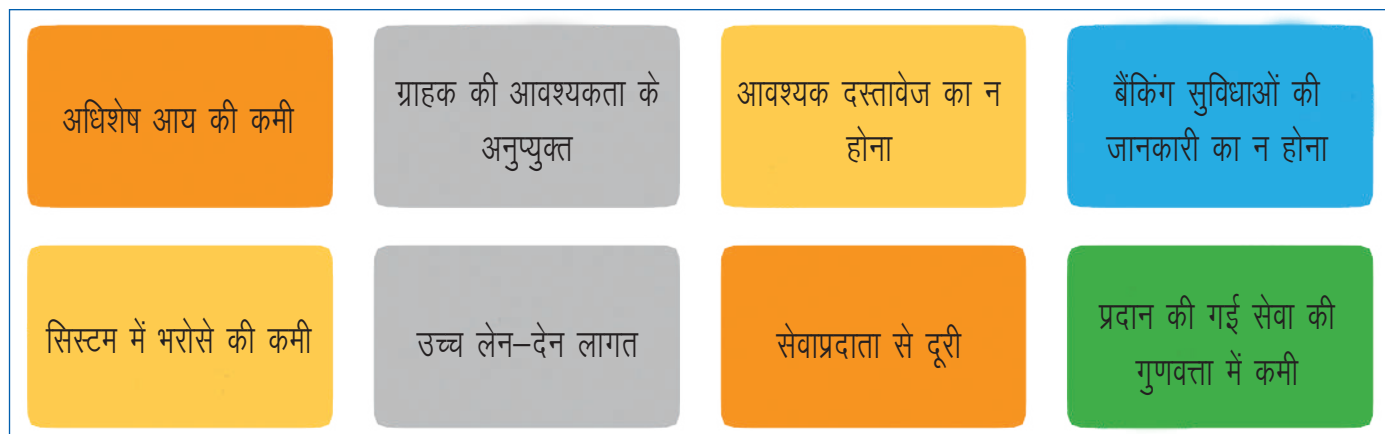 अधिशेष आय की कमी
ग्राहक की आवश्यकता के
अनुप्युक्त
आवश्यक दस्तावेज का न
होना
बैंकिंग सुविधाओं की
जानकारी का न होना
सिस्टम में भरोसे की कमी
उच्च लेन–देन लागत
सेवाप्रदाता से दूरी
प्रदान की गई सेवा की
गुणवत्ता में कमी